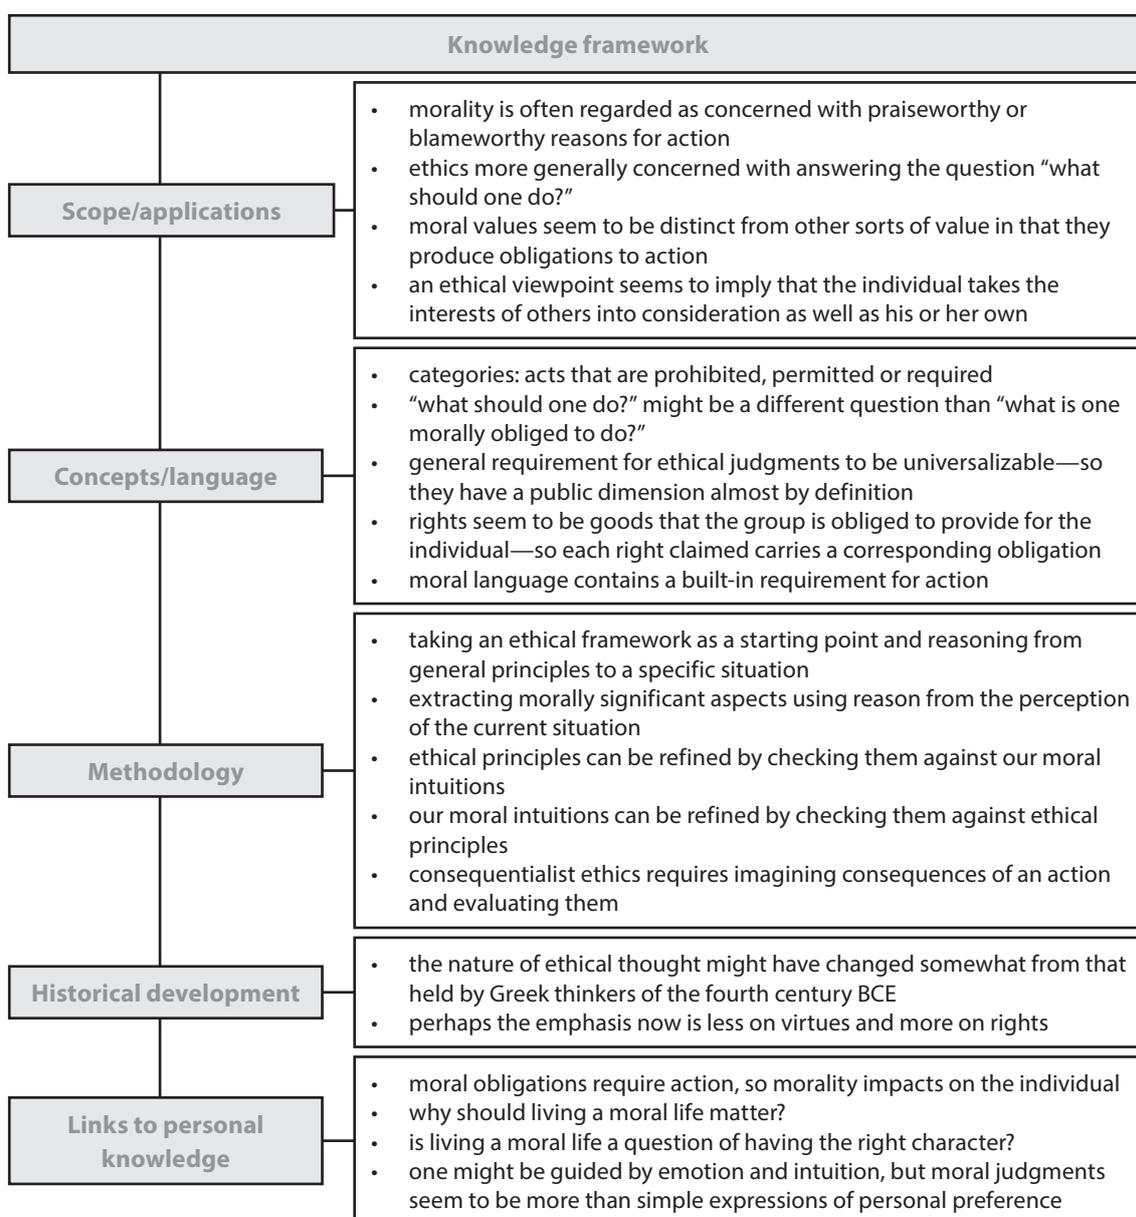 Knowledge framework
Scope/applications
• morality is often regarded as concerned with praiseworthy or
blameworthy reasons for action
• ethics more generally concerned with answering the question “what
should one do?”
• moral values seem to be distinct from other sorts of value in that they
produce obligations to action
• an ethical viewpoint seems to imply that the individual takes the
interests of others into consideration as well as his or her own
Concepts/language
• categories: acts that are prohibited, permitted or required
• “what should one do?” might be a different question than “what is one
morally obliged to do?”
• general requirement for ethical judgments to be universalizable—so
they have a public dimension almost by definition
• rights seem to be goods that the group is obliged to provide for the
individual—so each right claimed carries a corresponding obligation
• moral language contains a built-in requirement for action
Methodology
• taking an ethical framework as a starting point and reasoning from
general principles to a specific situation
• extracting morally significant aspects using reason from the perception
of the current situation
• ethical principles can be refined by checking them against our moral
intuitions
• our moral intuitions can be refined by checking them against ethical
principles
• consequentialist ethics requires imagining consequences of an action
and evaluating them
Historical development
• the nature of ethical thought might have changed somewhat from that
held by Greek thinkers of the fourth century BCE
• perhaps the emphasis now is less on virtues and more on rights
Links to personal
knowledge
• moral obligations require action, so morality impacts on the individual
• why should living a moral life matter?
• is living a moral life a question of having the right character?
• one might be guided by emotion and intuition, but moral judgments
seem to be more than simple expressions of personal preference